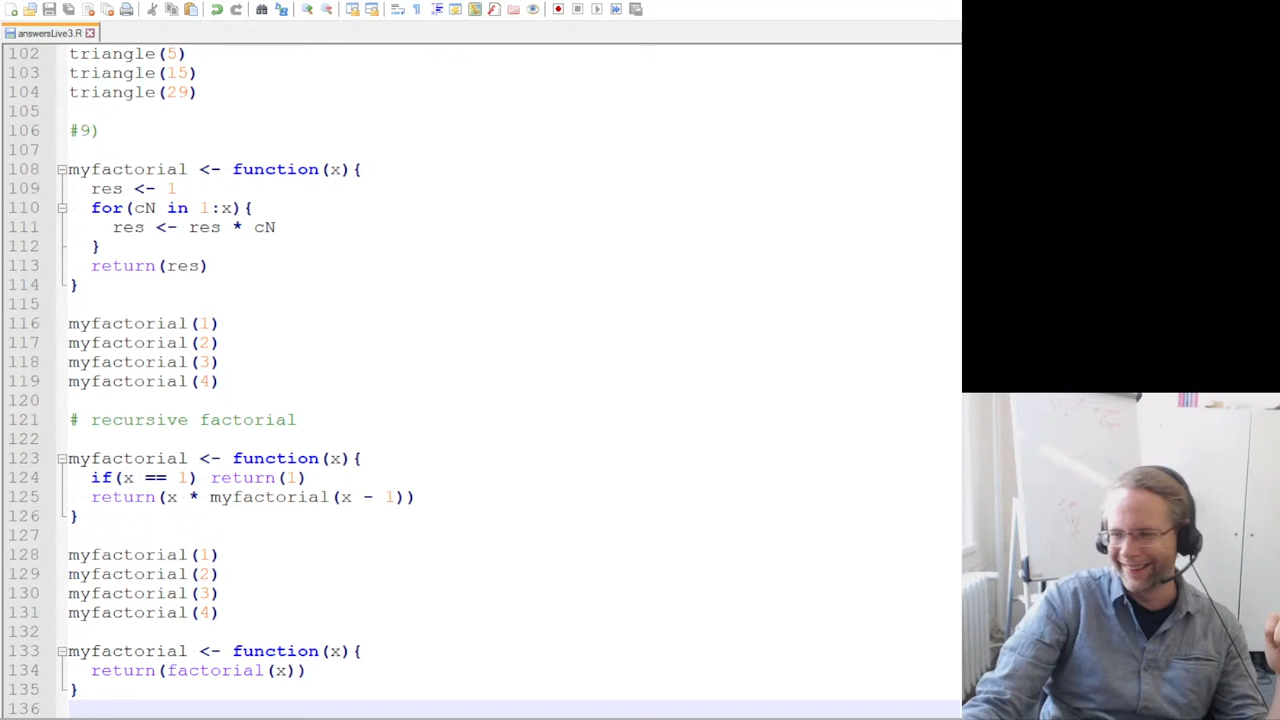 answersLive3.R
102 triangle(5)
103 triangle(15)
104 triangle(29)
105
106 #9)
107
108 myfactorial <- function(x){
109   res <- 1
110   for(cN in 1:x){
111     res <- res * cN
112   }
113   return(res)
114 }
115
116 myfactorial(1)
117 myfactorial(2)
118 myfactorial(3)
119 myfactorial(4)
120
121 # recursive factorial
122
123 myfactorial <- function(x){
124   if(x == 1) return(1)
125   return(x * myfactorial(x - 1))
126 }
127
128 myfactorial(1)
129 myfactorial(2)
130 myfactorial(3)
131 myfactorial(4)
132
133 myfactorial <- function(x){
134   return(factorial(x))
135 }
136